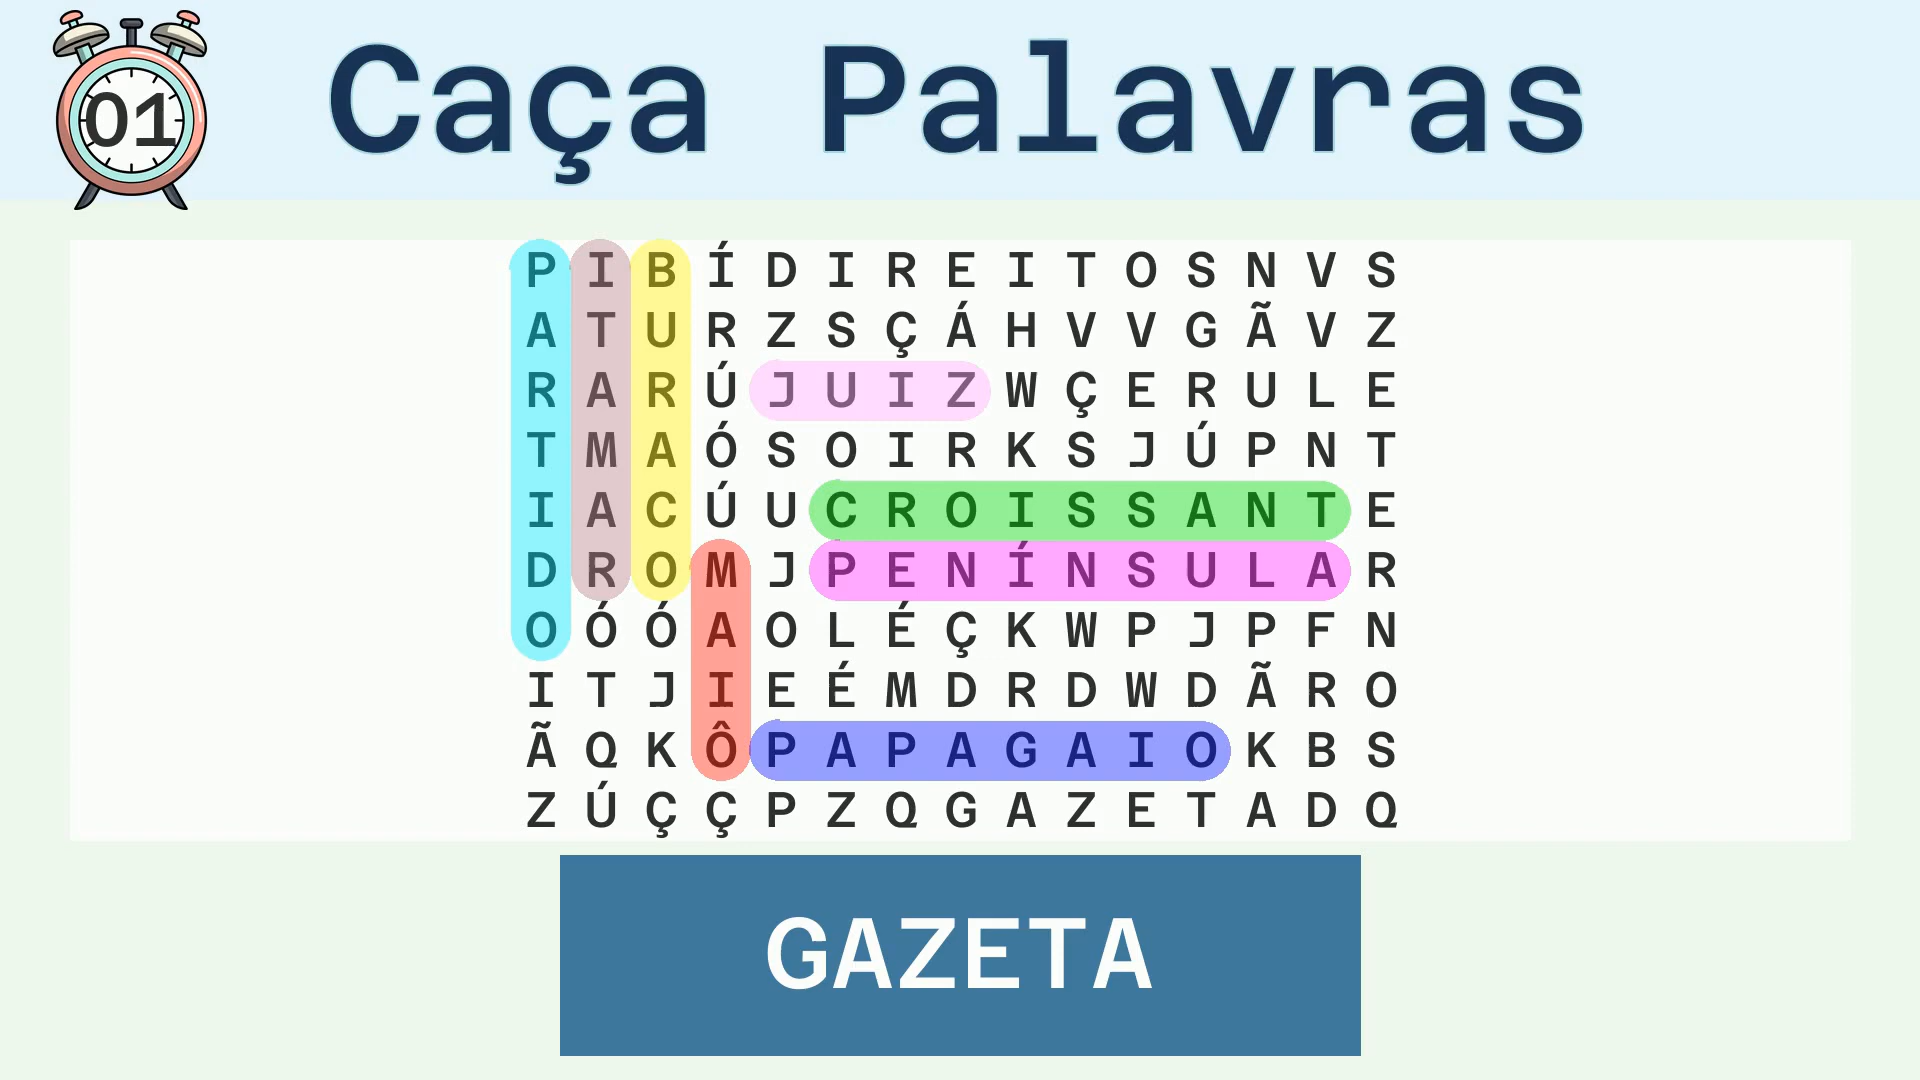 01
Caça Palavras
P I B Í D I R E I T O S N V S
A T U R Z S Ç Á H V V G Ã V Z
R A R Ú J U I Z W Ç E R U L E
T M A Ó S O I R K S J Ú P N T
I A C Ú U C R O I S S A N T E
D R O M J P E N Í N S U L A R
O Ó Ó A O L É Ç K W P J P F N
I T J I E É M D R D W D Ã R O
Ã Q K Ô P A P A G A I O K B S
Z Ú Ç Ç P Z Q G A Z E T A D Q
GAZETA